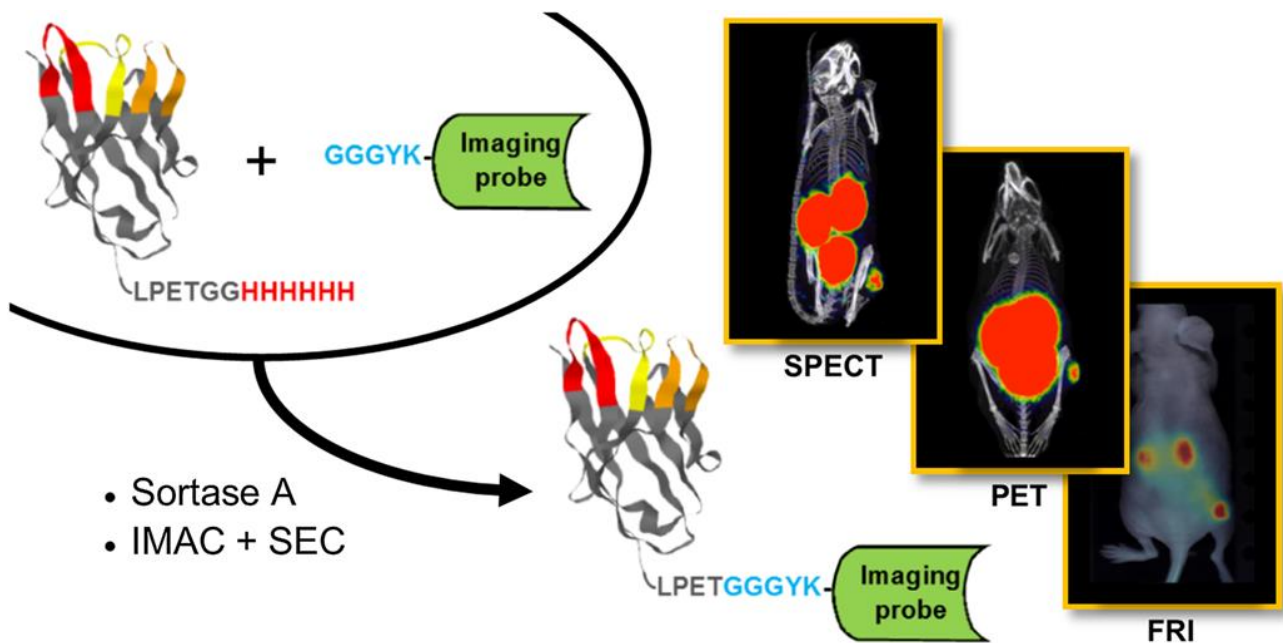 +
GGGYK-
Imaging
probe
LPETGGHHHHHH
SPECT
PET
FRI
• Sortase A
• IMAC + SEC
LPETGGGYK-
Imaging
probe